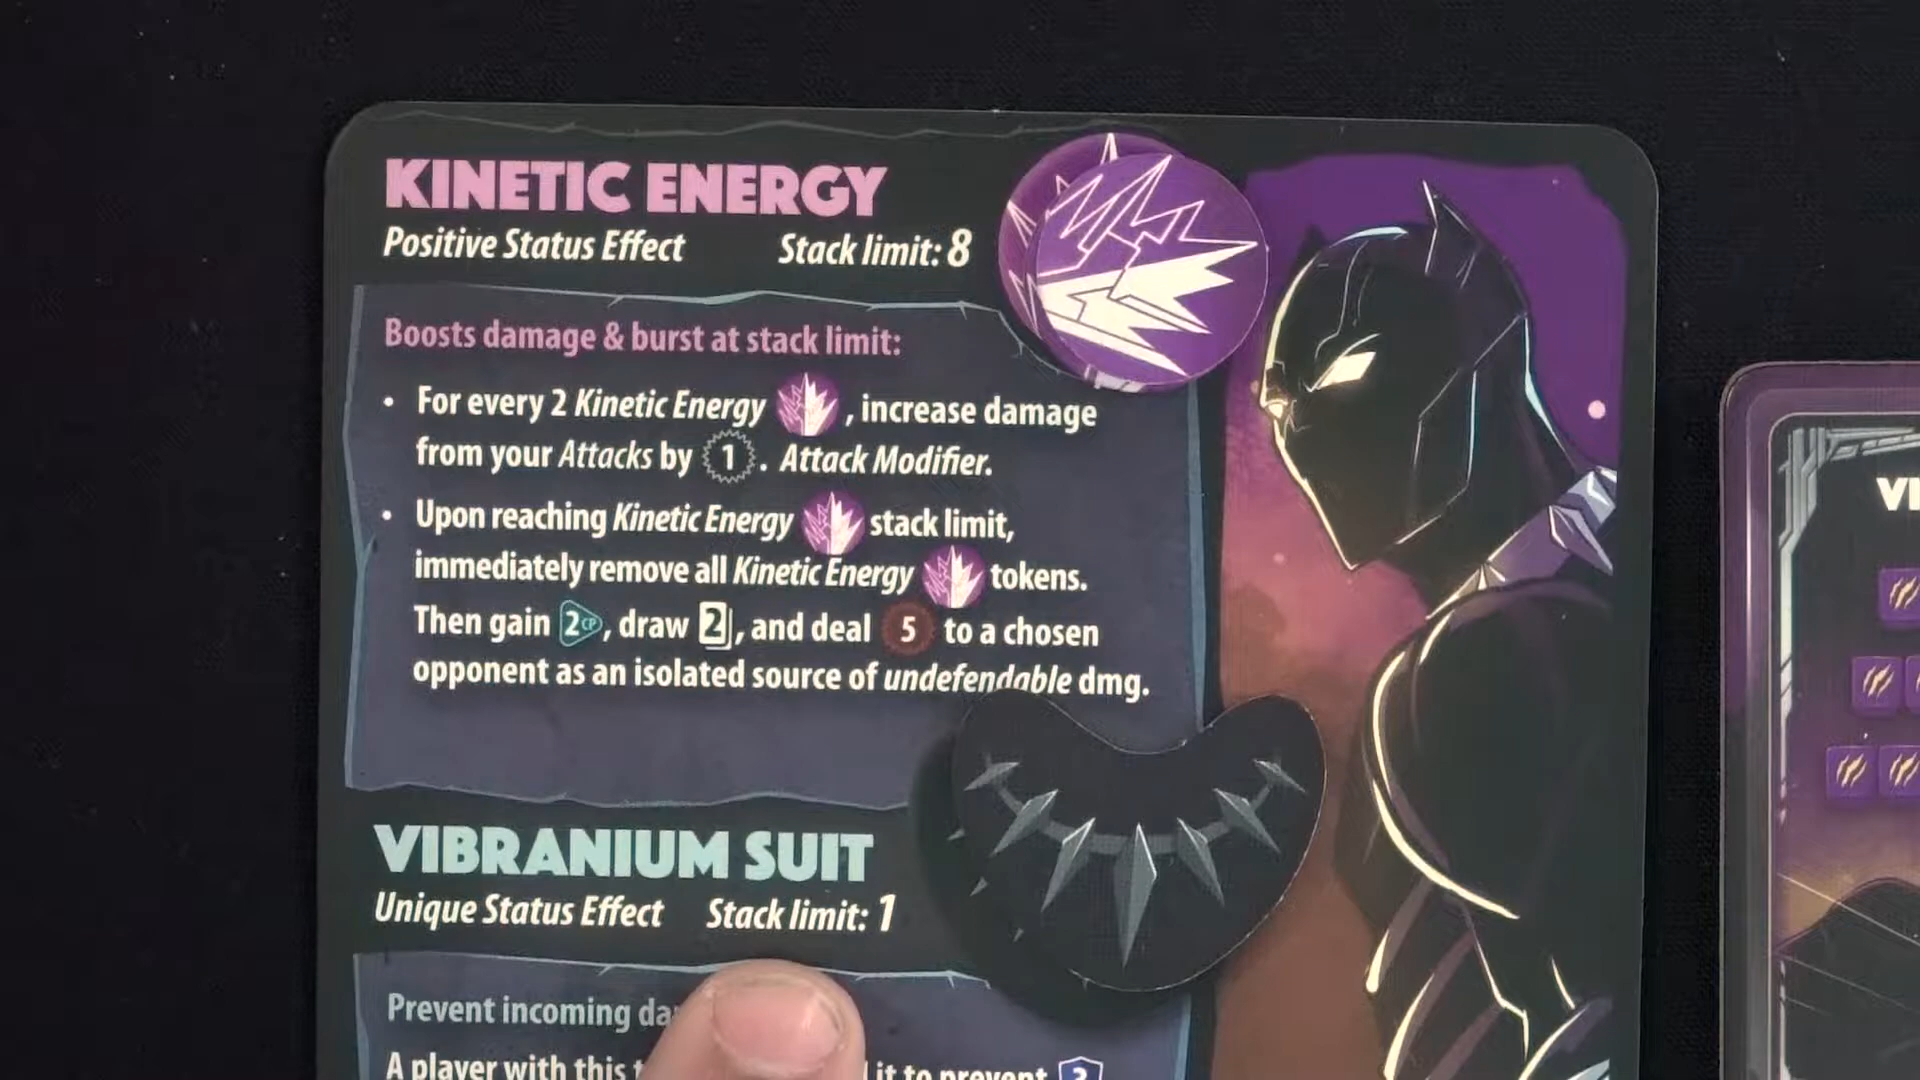 KINETIC ENERGY
Positive Status Effect Stack limit: 8
Boosts damage & burst at stack limit:
• For every 2 Kinetic Energy , increase damage
from your Attacks by 1 . Attack Modifier.
• Upon reaching Kinetic Energy stack limit,
immediately remove all Kinetic Energy tokens.
Then gain 2 CP, draw 2, and deal 5 to a chosen
opponent as an isolated source of undefendable dmg.
VIBRANIUM SUIT
Unique Status Effect Stack limit: 1
Prevent incoming
A player with this it to prevent
VI